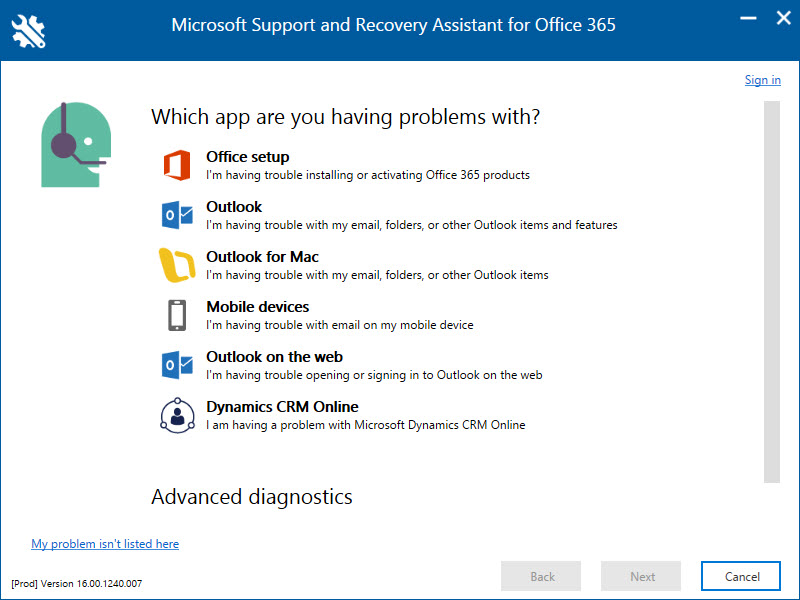 Microsoft Support and Recovery Assistant for Office 365
Sign in
Which app are you having problems with?
Office setup
I'm having trouble installing or activating Office 365 products
Outlook
I'm having trouble with my email, folders, or other Outlook items and features
Outlook for Mac
I'm having trouble with my email, folders, or other Outlook items
Mobile devices
I'm having trouble with email on my mobile device
Outlook on the web
I'm having trouble opening or signing in to Outlook on the web
Dynamics CRM Online
I am having a problem with Microsoft Dynamics CRM Online
Advanced diagnostics
My problem isn't listed here
Back
Next
Cancel
[Prod] Version 16.00.1240.007